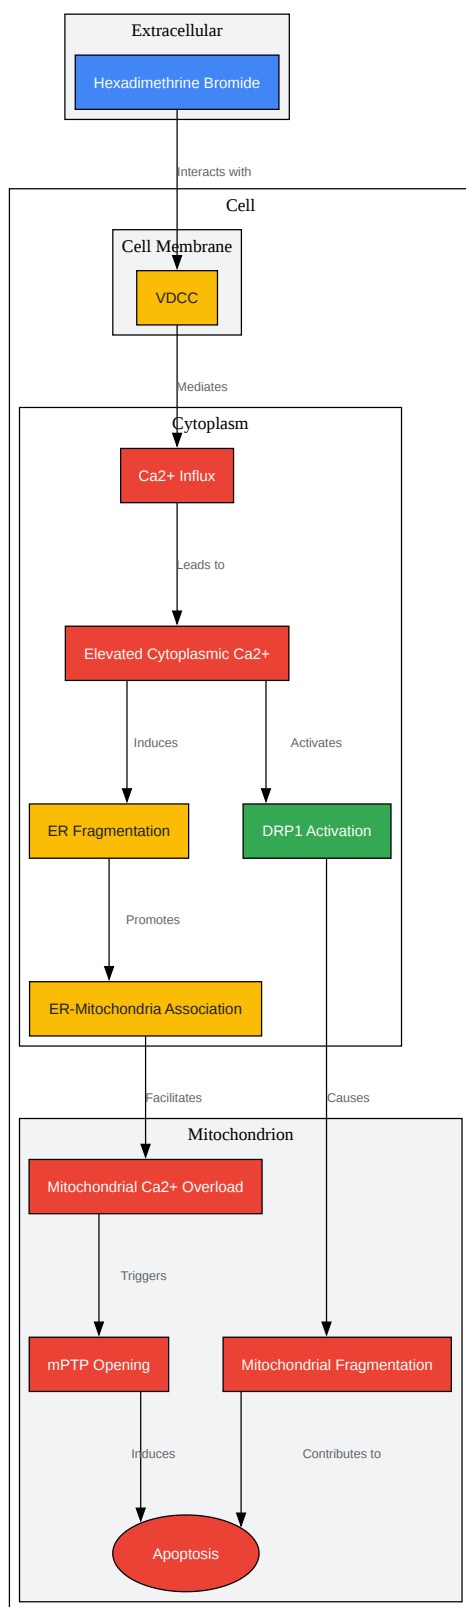 Extracellular
Hexadimethrine Bromide
Interacts with
Cell
Cell Membrane
VDCC
Mediates
Cytoplasm
Ca2+ Influx
Leads to
Elevated Cytoplasmic Ca2+
Induces
Activates
ER Fragmentation
DRP1 Activation
Promotes
ER-Mitochondria Association
Facilitates
Causes
Mitochondrion
Mitochondrial Ca2+ Overload
Triggers
mPTP Opening
Mitochondrial Fragmentation
Induces
Contributes to
Apoptosis